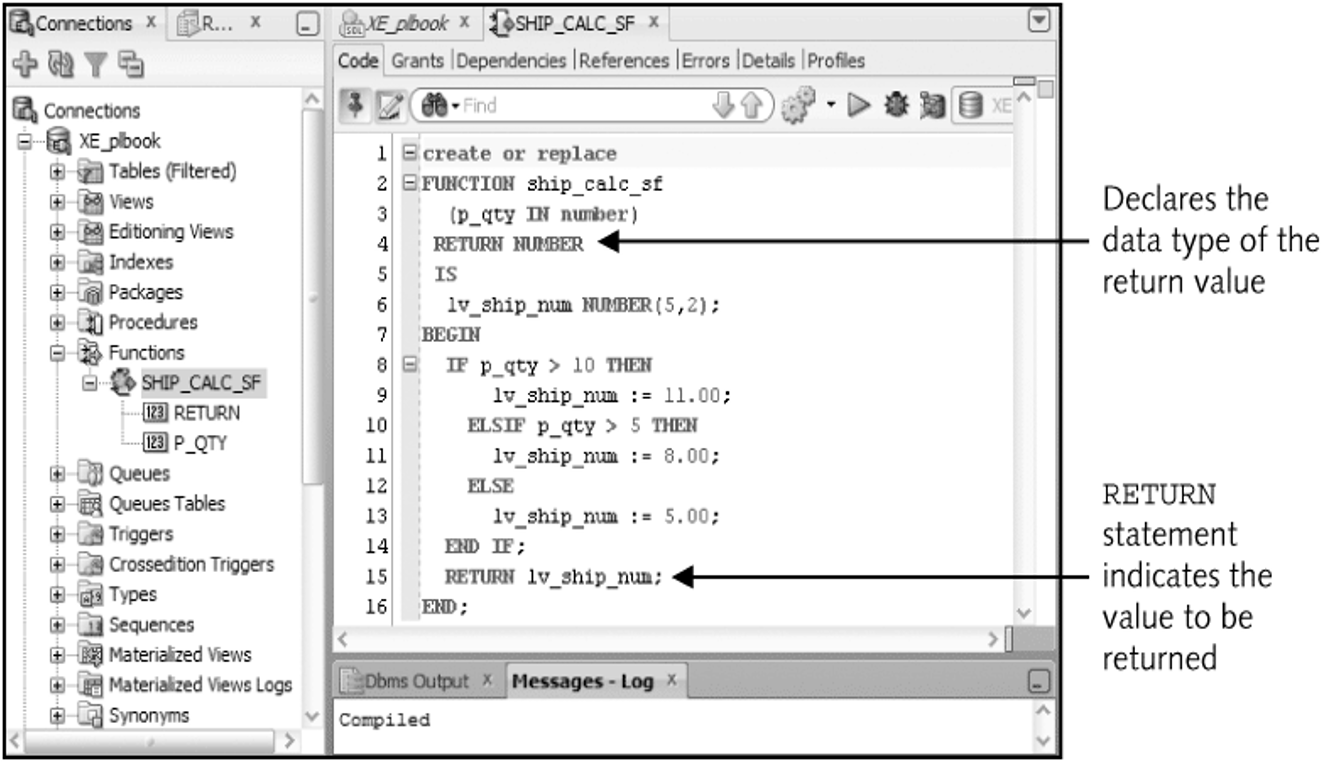 Connections
R...
Connections
XE_plbook
Tables (Filtered)
Views
Editioning Views
Indexes
Packages
Procedures
Functions
SHIP_CALC_SF
123 RETURN
123 P_QTY
Queues
Queues Tables
Triggers
Crossedition Triggers
Types
Sequences
Materialized Views
Materialized Views Logs
Synonyms
XE_plbook SHIP_CALC_SF
Code Grants Dependencies References Errors Details Profiles
Find XE
1 create or replace
2 FUNCTION ship_calc_sf
3 (p_qty IN number)
4 RETURN NUMBER
5 IS
6 lv_ship_num NUMBER(5,2);
7 BEGIN
8 IF p_qty > 10 THEN
9 lv_ship_num := 11.00;
10 ELSIF p_qty > 5 THEN
11 lv_ship_num := 8.00;
12 ELSE
13 lv_ship_num := 5.00;
14 END IF;
15 RETURN lv_ship_num;
16 END;
Dbms Output Messages - Log
Compiled
Declares the
data type of the
return value
RETURN
statement
indicates the
value to be
returned